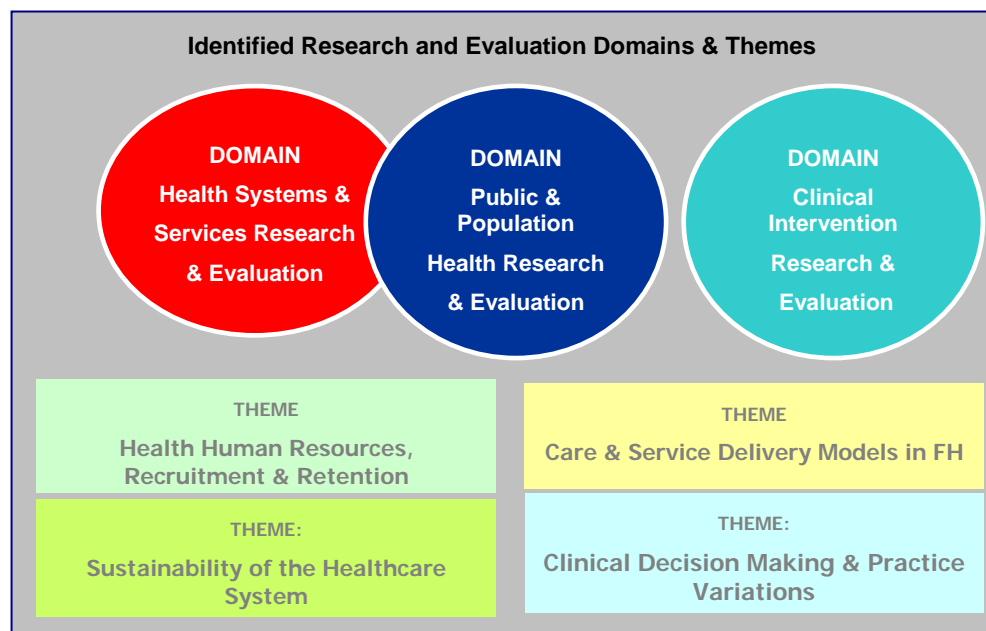 Identified Research and Evaluation Domains & Themes
DOMAIN
Health Systems &
Services Research
& Evaluation
DOMAIN
Public &
Population
Health Research
& Evaluation
DOMAIN
Clinical
Intervention
Research &
Evaluation
THEME
Health Human Resources,
Recruitment & Retention
THEME
Care & Service Delivery Models in FH
THEME:
Sustainability of the Healthcare
System
THEME:
Clinical Decision Making & Practice
Variations